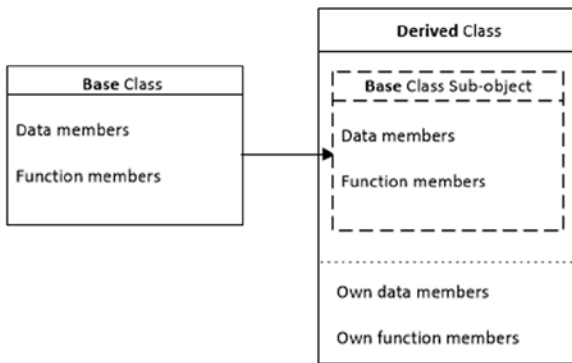 Base Class
Data members
Function members
Derived Class
Base Class Sub-object
Data members
Function members
Own data members
Own function members